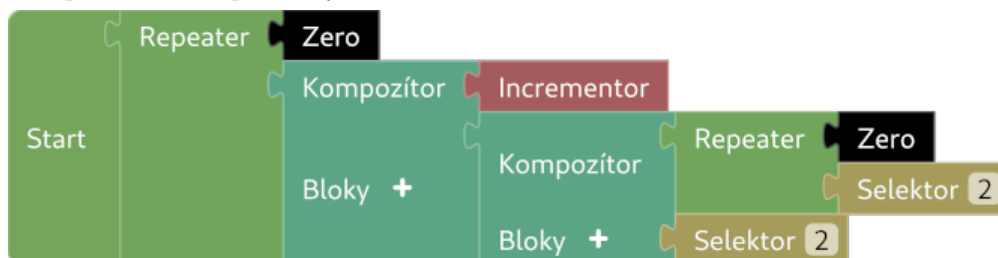 Repeater Zero
Kompozítor Incrementor
Start Repeater Zero
Kompozítor
Bloky + Selektor 2
Bloky + Selektor 2